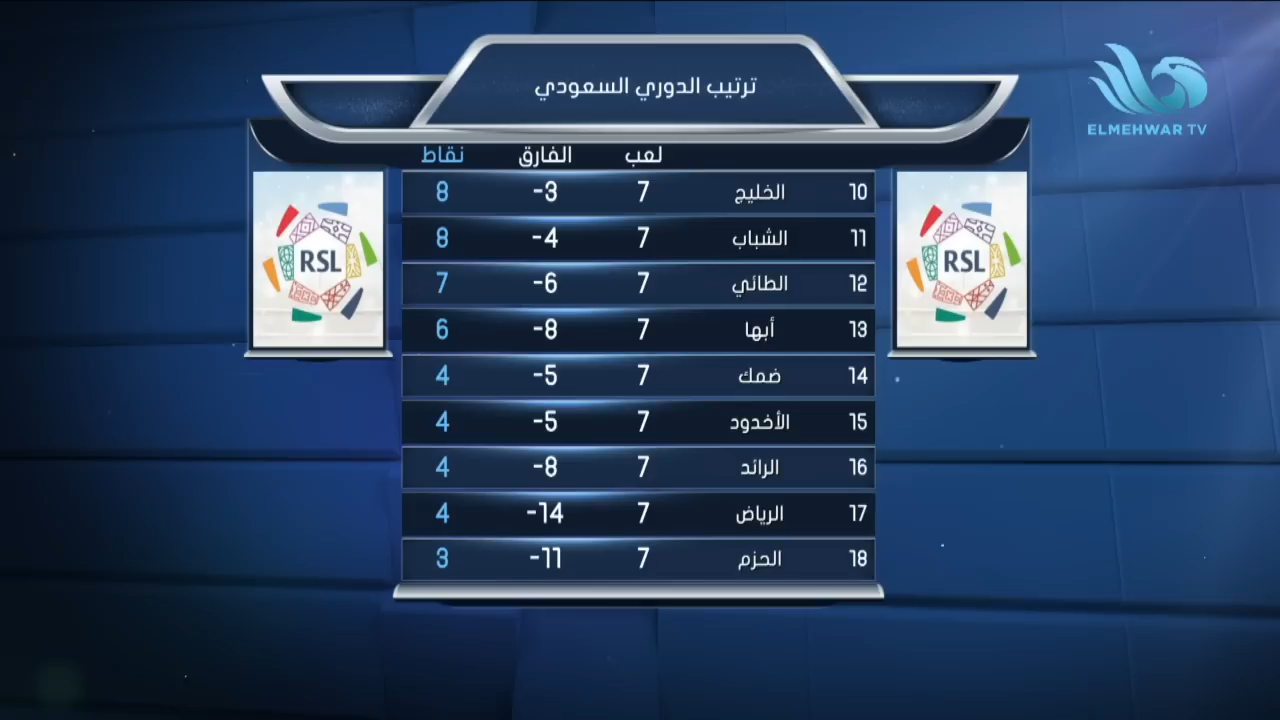 ELMEHWAR TV
ترتيب الدوري السعودي
لعب الفارق نقاط
10 الخليج 7 -3 8
11 الشباب 7 -4 8
12 الطائي 7 -6 7
13 أبها 7 -8 6
14 ضمك 7 -5 4
15 الأخدود 7 -5 4
16 الرائد 7 -8 4
17 الرياض 7 -14 4
18 الحزم 7 -11 3
RSL
RSL